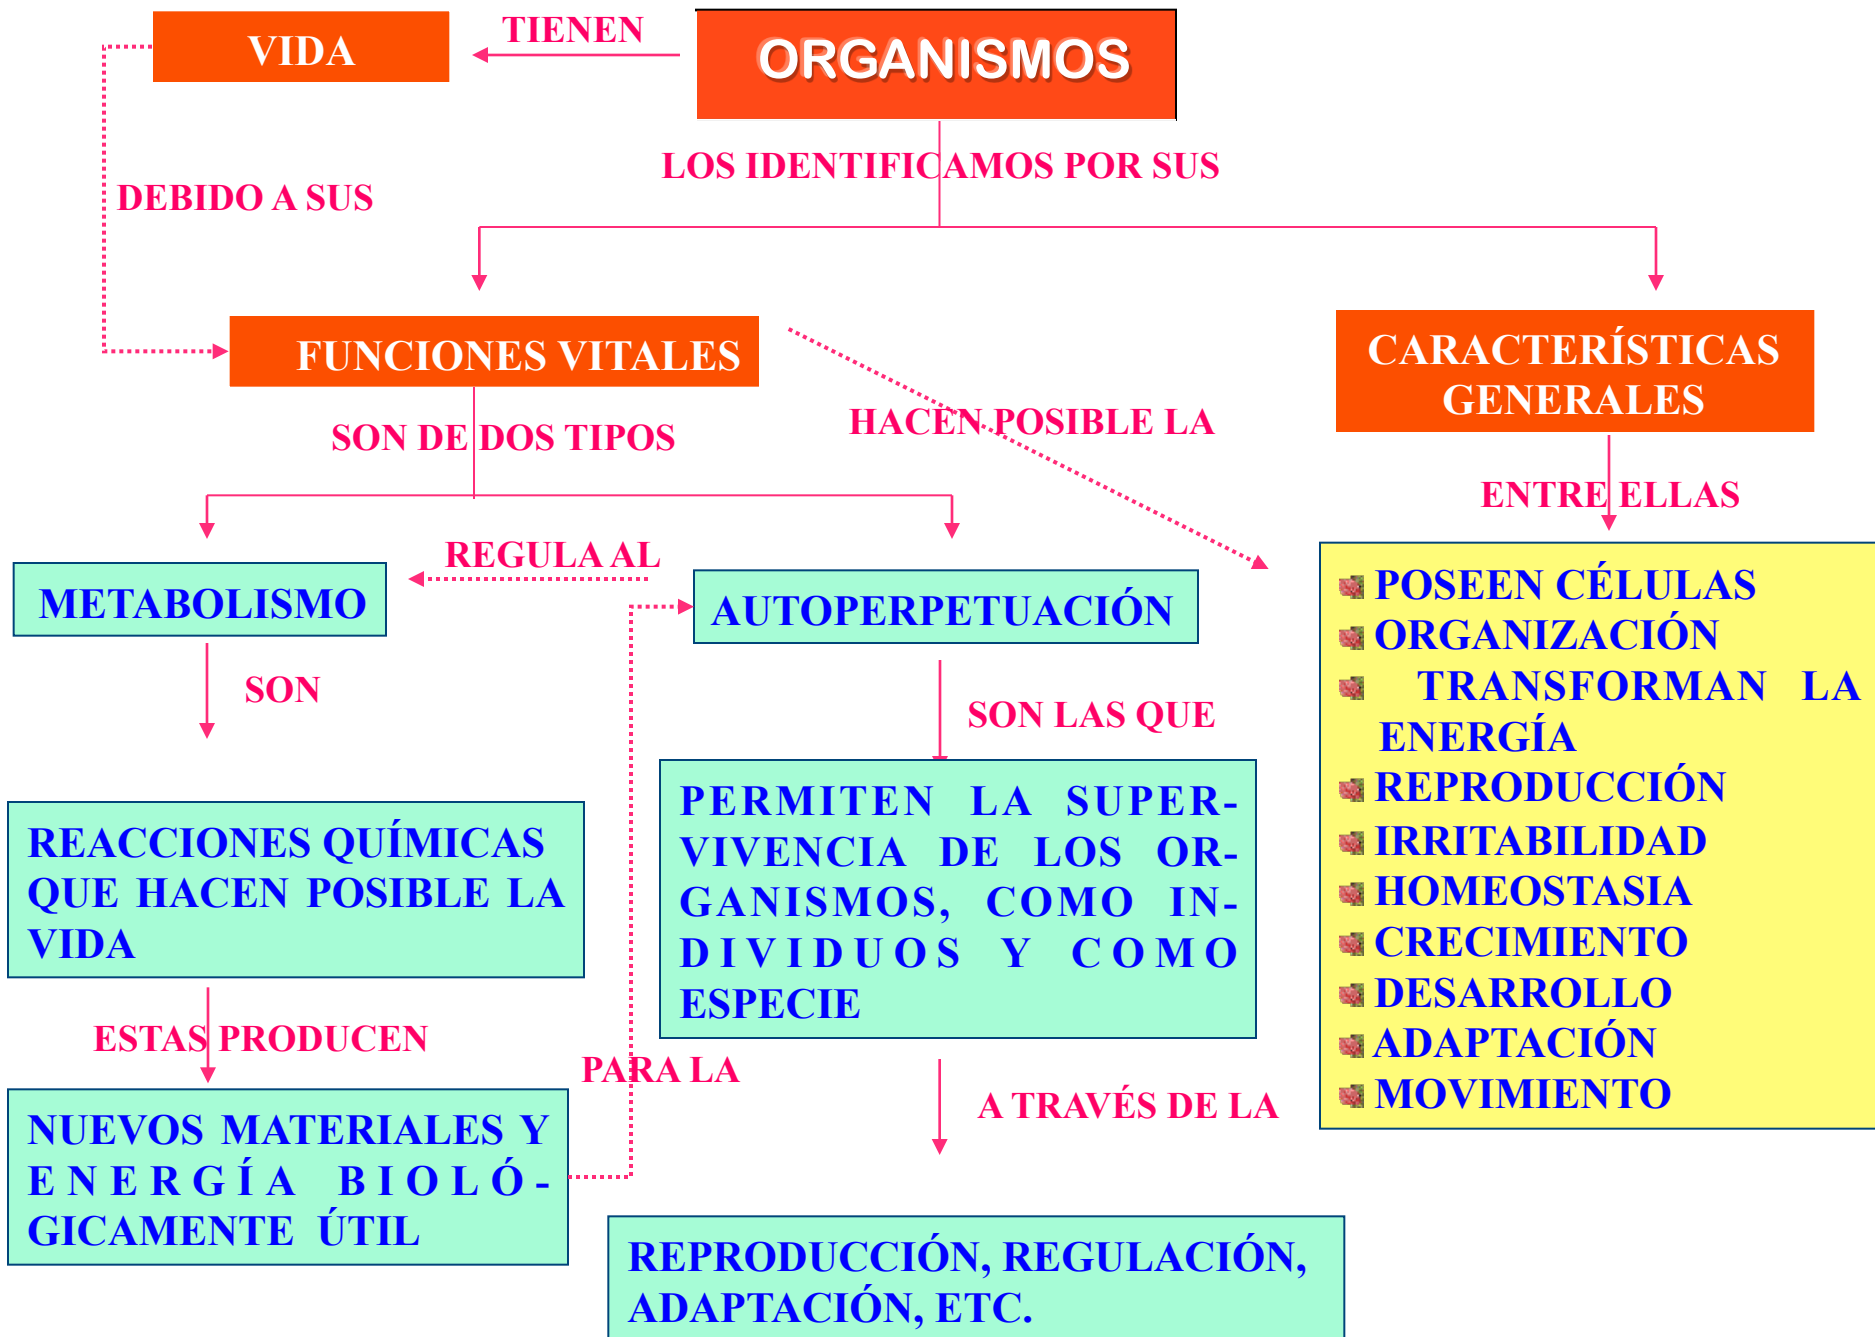 VIDA
TIENEN
ORGANISMOS
DEBIDO A SUS
LOS IDENTIFICAMOS POR SUS
FUNCIONES VITALES
CARACTERÍSTICAS
GENERALES
SON DE DOS TIPOS
HACEN POSIBLE LA
ENTRE ELLAS
METABOLISMO
REGULA AL
AUTOPERPETUACIÓN
SON
SON LAS QUE
REACCIONES QUÍMICAS
QUE HACEN POSIBLE LA
VIDA
PERMITEN LA SUPER-
VIVENCIA DE LOS OR-
GANISMOS, COMO IN-
DIVIDUOS Y COMO
ESPECIE
POSEEN CÉLULAS
ORGANIZACIÓN
TRANSFORMAN LA
ENERGÍA
REPRODUCCIÓN
IRRITABILIDAD
HOMEOSTASIA
CRECIMIENTO
DESARROLLO
ADAPTACIÓN
MOVIMIENTO
ESTAS PRODUCEN
PARA LA
A TRAVÉS DE LA
NUEVOS MATERIALES Y
ENERGÍA BIOLÓ-
GICAMENTE ÚTIL
REPRODUCCIÓN, REGULACIÓN,
ADAPTACIÓN, ETC.